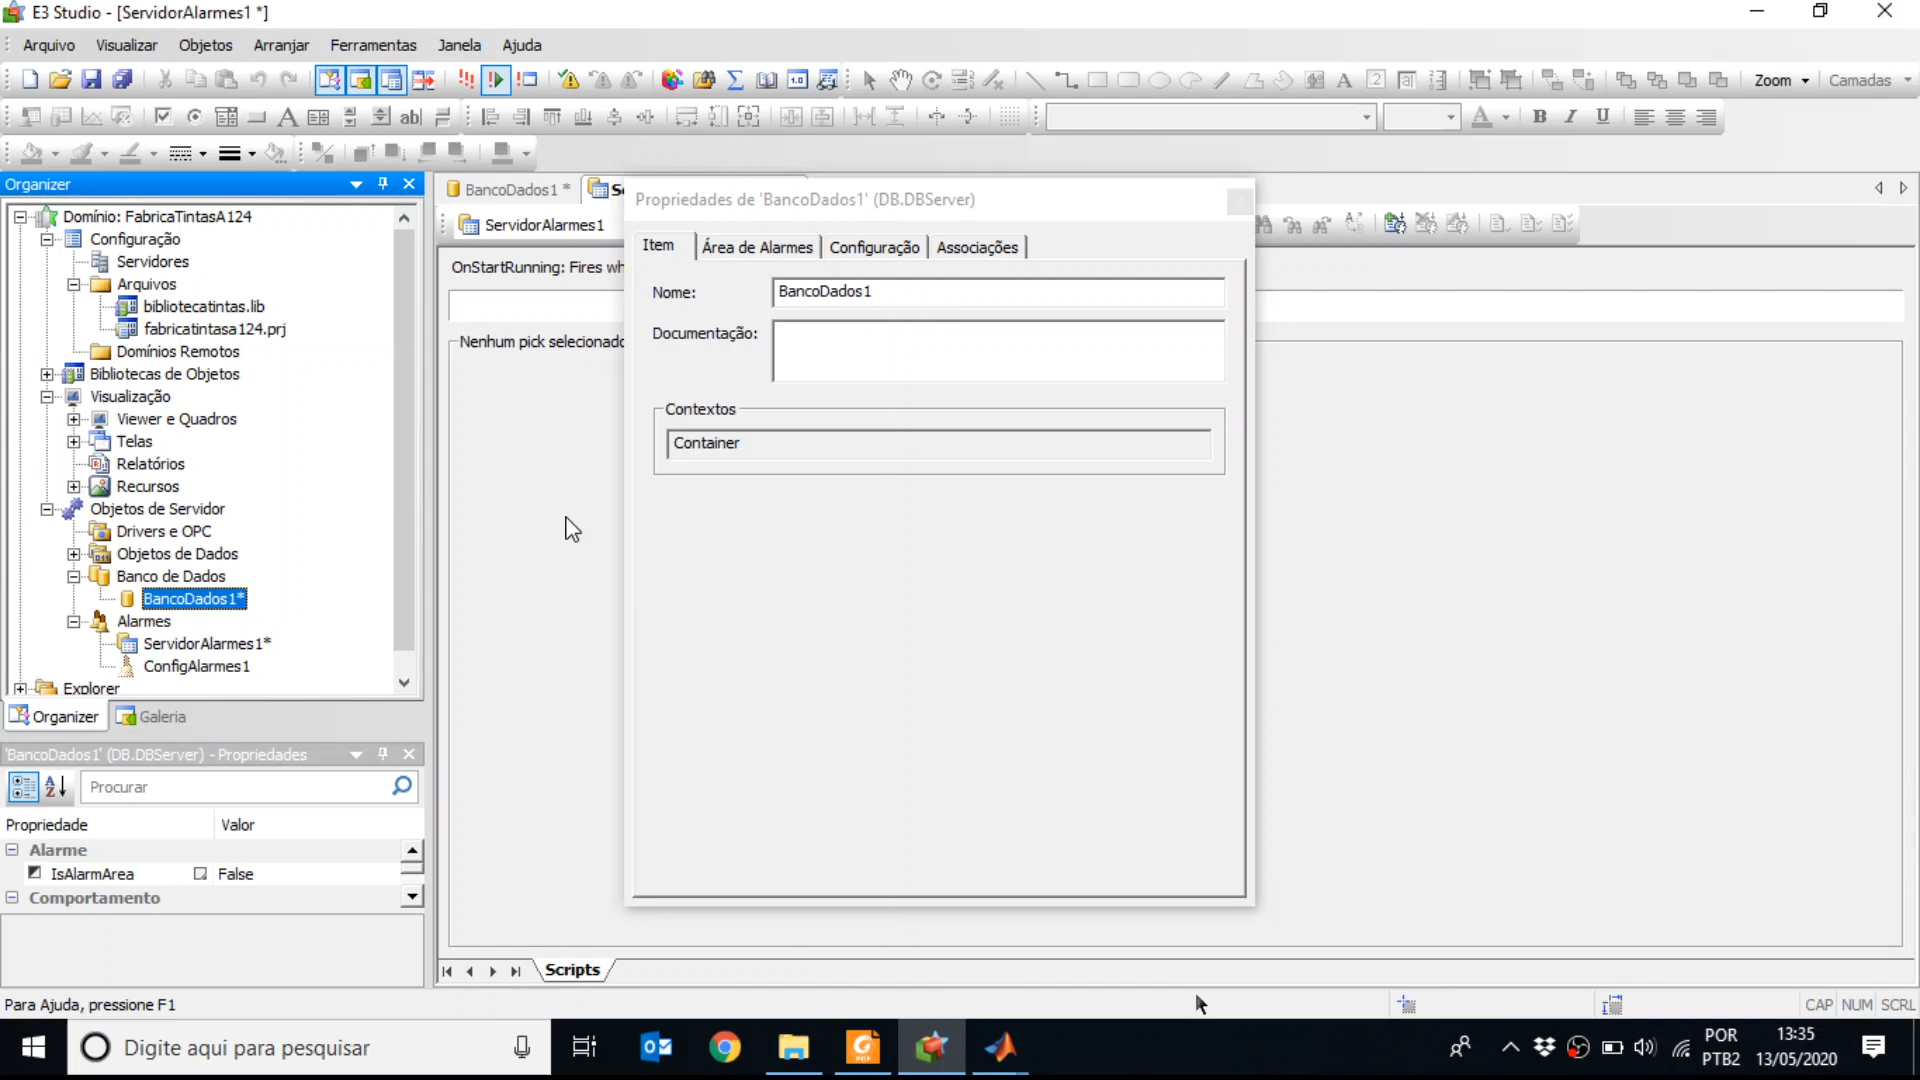 E3 Studio - [ServidorAlarmes1 *]
Arquivo Visualizar Objetos Arranjar Ferramentas Janela Ajuda
Zoom Camadas
Organizer
Domínio: FabricaTintasA124
Configuração
Servidores
Arquivos
bibliotecatintas.lib
fabricatintasa124.prj
Domínios Remotos
Bibliotecas de Objetos
Visualização
Viewer e Quadros
Telas
Relatórios
Recursos
Objetos de Servidor
Drivers e OPC
Objetos de Dados
Banco de Dados
BancoDados1*
Alarmes
ServidorAlarmes1*
ConfigAlarmes1
Explorer
Organizer Galeria
'BancoDados1' (DB.DBServer) - Propriedades
Procurar
Propriedade Valor
Alarme
IsAlarmArea False
Comportamento
BancoDados1 *
ServidorAlarmes1
OnStartRunning: Fires wh
Nenhum pick selecionado
Propriedades de 'BancoDados1' (DB.DBServer)
Item Área de Alarmes Configuração Associações
Nome: BancoDados1
Documentação:
Contextos
Container
Scripts
Para Ajuda, pressione F1
CAP NUM SCRL
Digite aqui para pesquisar
POR
PTB2
13:35
13/05/2020